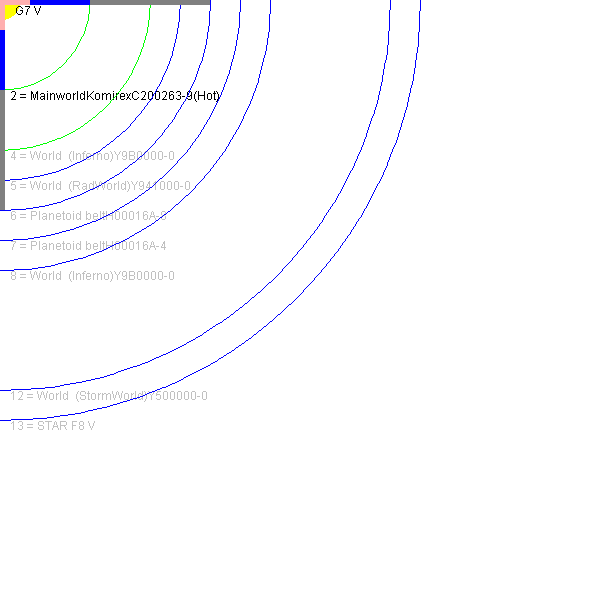 G7 V
2 = MainworldKomirexC200263-9(Hot)
4 = World (Inferno)Y9B0000-0
5 = World (RadWorld)Y941000-0
6 = Planetoid beltH00016A-6
7 = Planetoid beltH00016A-4
8 = World (Inferno)Y9B0000-0
12 = World (StormWorld)Y500000-0
13 = STAR F8 V